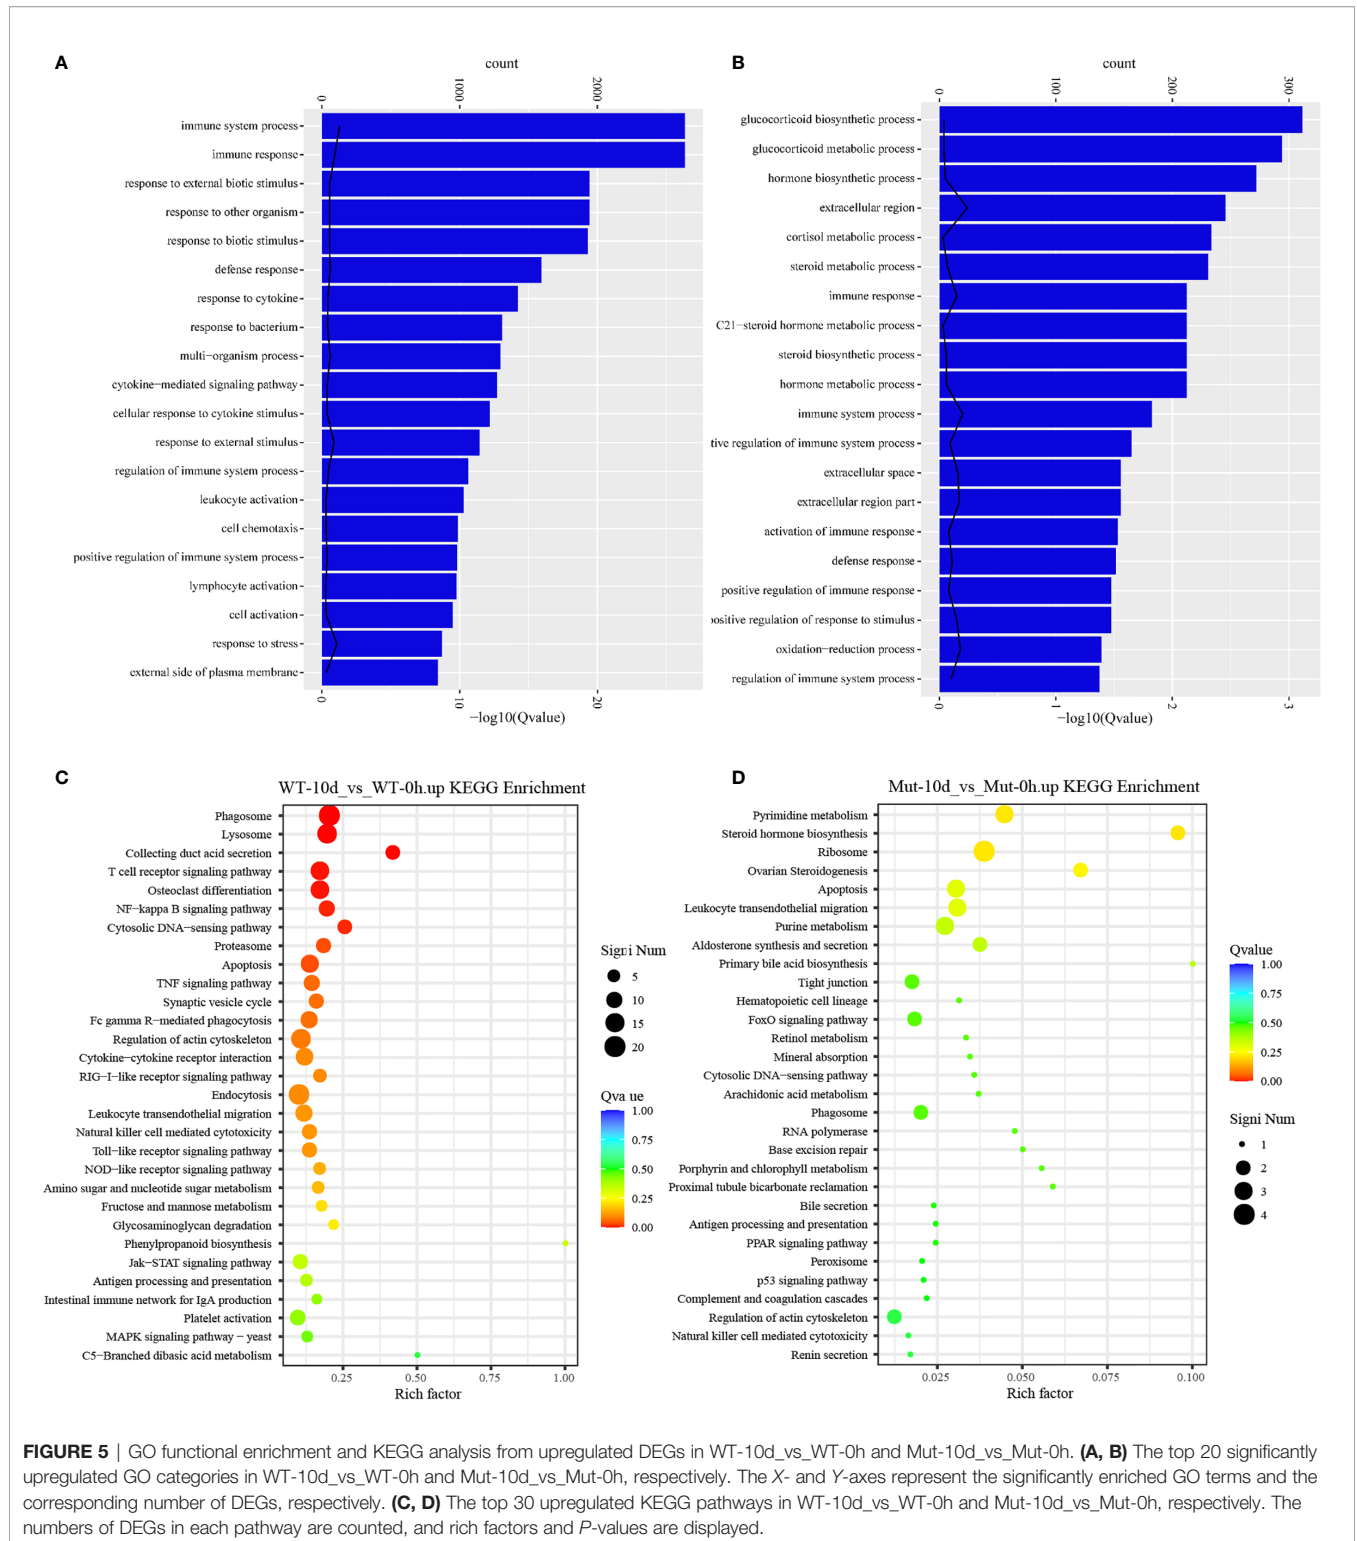 A
count
0
1000
2000
immune system process
immune response
response to external biotic stimulus
response to other organism
response to biotic stimulus
defense response
response to cytokine
response to bacterium
multi−organism process
cytokine−mediated signaling pathway
cellular response to cytokine stimulus
response to external stimulus
regulation of immune system process
leukocyte activation
cell chemotaxis
positive regulation of immune system process
lymphocyte activation
cell activation
response to stress
external side of plasma membrane
0
10
20
−log10(Qvalue)
B
count
0
100
200
300
glucocorticoid biosynthetic process
glucocorticoid metabolic process
hormone biosynthetic process
extracellular region
cortisol metabolic process
steroid metabolic process
immune response
C21−steroid hormone metabolic process
steroid biosynthetic process
hormone metabolic process
immune system process
tive regulation of immune system process
extracellular space
extracellular region part
activation of immune response
defense response
positive regulation of immune response
ositive regulation of response to stimulus
oxidation−reduction process
regulation of immune system process
0
1
2
3
−log10(Qvalue)
C
WT-10d_vs_WT-0h.up KEGG Enrichment
Phagosome
Lysosome
Collecting duct acid secretion
T cell receptor signaling pathway
Osteoclast differentiation
NF−kappa B signaling pathway
Cytosolic DNA−sensing pathway
Proteasome
Apoptosis
TNF signaling pathway
Synaptic vesicle cycle
Fc gamma R−mediated phagocytosis
Regulation of actin cytoskeleton
Cytokine−cytokine receptor interaction
RIG−I−like receptor signaling pathway
Endocytosis
Leukocyte transendothelial migration
Natural killer cell mediated cytotoxicity
Toll−like receptor signaling pathway
NOD−like receptor signaling pathway
Amino sugar and nucleotide sugar metabolism
Fructose and mannose metabolism
Glycosaminoglycan degradation
Phenylpropanoid biosynthesis
Jak−STAT signaling pathway
Antigen processing and presentation
Intestinal immune network for IgA production
Platelet activation
MAPK signaling pathway − yeast
C5−Branched dibasic acid metabolism
0.25 0.50 0.75 1.00
Rich factor
Signi Num
5
10
15
20
Qva ue
1.00
0.75
0.50
0.25
0.00
D
Mut-10d_vs_Mut-0h.up KEGG Enrichment
Pyrimidine metabolism
Steroid hormone biosynthesis
Ribosome
Ovarian Steroidogenesis
Apoptosis
Leukocyte transendothelial migration
Purine metabolism
Aldosterone synthesis and secretion
Primary bile acid biosynthesis
Tight junction
Hematopoietic cell lineage
FoxO signaling pathway
Retinol metabolism
Mineral absorption
Cytosolic DNA−sensing pathway
Arachidonic acid metabolism
Phagosome
RNA polymerase
Base excision repair
Porphyrin and chlorophyll metabolism
Proximal tubule bicarbonate reclamation
Bile secretion
Antigen processing and presentation
PPAR signaling pathway
Peroxisome
p53 signaling pathway
Complement and coagulation cascades
Regulation of actin cytoskeleton
Natural killer cell mediated cytotoxicity
Renin secretion
0.025 0.050 0.075 0.100
Rich factor
Qvalue
1.00
0.75
0.50
0.25
0.00
Signi Num
1
2
3
4
FIGURE 5 | GO functional enrichment and KEGG analysis from upregulated DEGs in WT-10d_vs_WT-0h and Mut-10d_vs_Mut-0h. (A, B) The top 20 significantly
upregulated GO categories in WT-10d_vs_WT-0h and Mut-10d_vs_Mut-0h, respectively. The X- and Y-axes represent the significantly enriched GO terms and the
corresponding number of DEGs, respectively. (C, D) The top 30 upregulated KEGG pathways in WT-10d_vs_WT-0h and Mut-10d_vs_Mut-0h, respectively. The
numbers of DEGs in each pathway are counted, and rich factors and P-values are displayed.